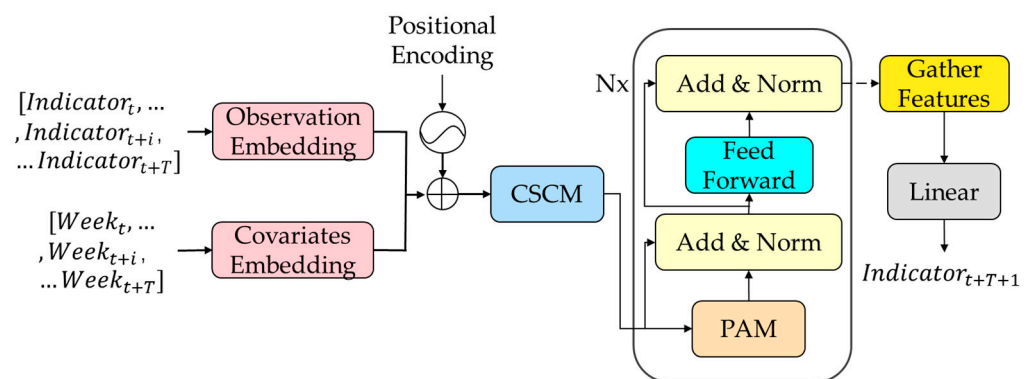 Positional
Encoding
[Indicator_t, …
, Indicator_{t+i},
…Indicator_{t+T}]
Observation
Embedding
[Week_t, …
, Week_{t+i},
…Week_{t+T}]
Covariates
Embedding
CSCM
Nx
Add & Norm
Feed
Forward
Add & Norm
PAM
Gather
Features
Linear
Indicator_{t+T+1}